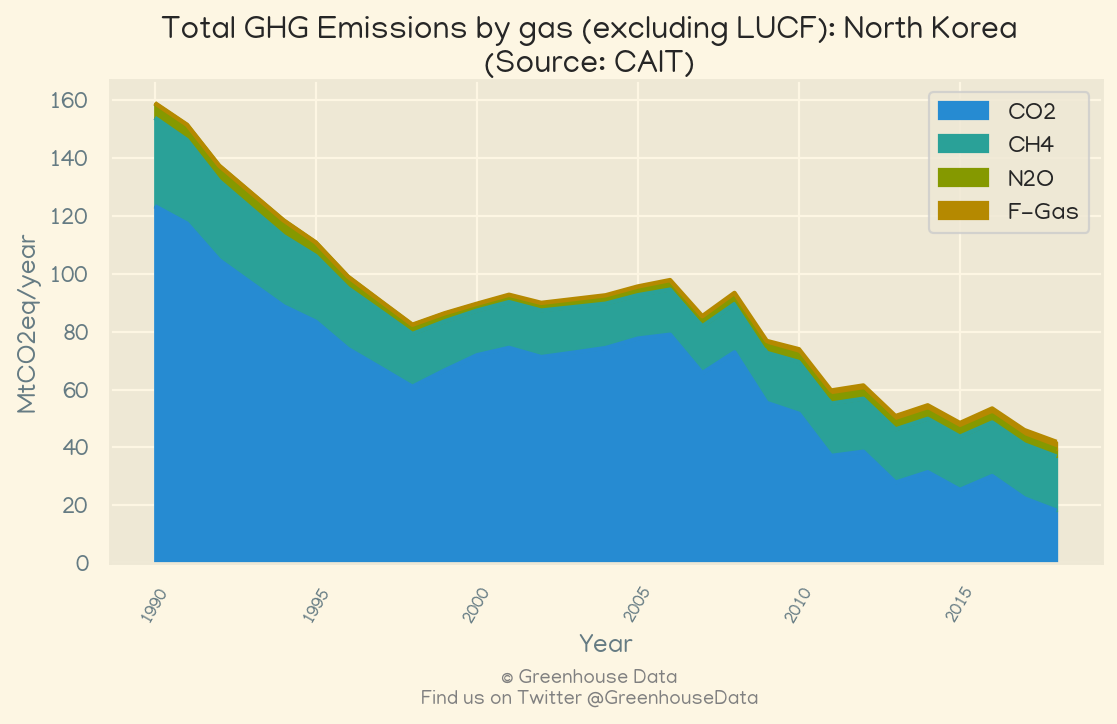 Total GHG Emissions by gas (excluding LUCF): North Korea
(Source: CAIT)
CO2
CH4
N2O
F-Gas
MtCO2eq/year
160
140
120
100
80
60
40
20
0
1990
1995
2000
2005
2010
2015
Year
© Greenhouse Data
Find us on Twitter @GreenhouseData